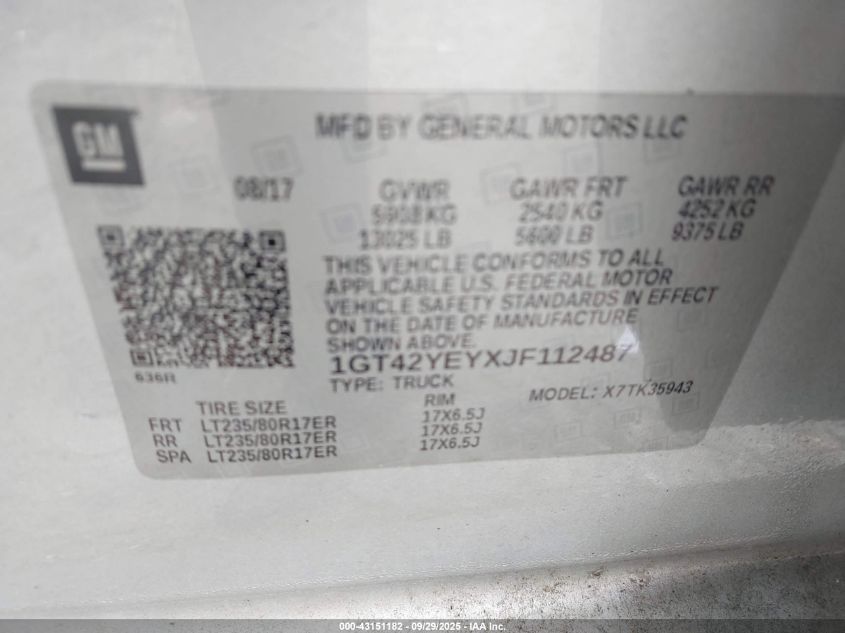 GM
MFD BY GENERAL MOTORS LLC
08/17 GVWR GAWR FRT GAWR RR
5908 KG 2540 KG 4252 KG
13025 LB 5600 LB 9375 LB
THIS VEHICLE CONFORMS TO ALL
APPLICABLE U.S. FEDERAL MOTOR
VEHICLE SAFETY STANDARDS IN EFFECT
ON THE DATE OF MANUFACTURE
SHOWN ABOVE.
1GT42YEYXJF112487
636R
TYPE: TRUCK MODEL: X7TK35943
TIRE SIZE RIM
FRT LT235/80R17ER 17X6.5J
RR LT235/80R17ER 17X6.5J
SPA LT235/80R17ER 17X6.5J
000-43151182 - 09/29/2025 - IAA Inc.